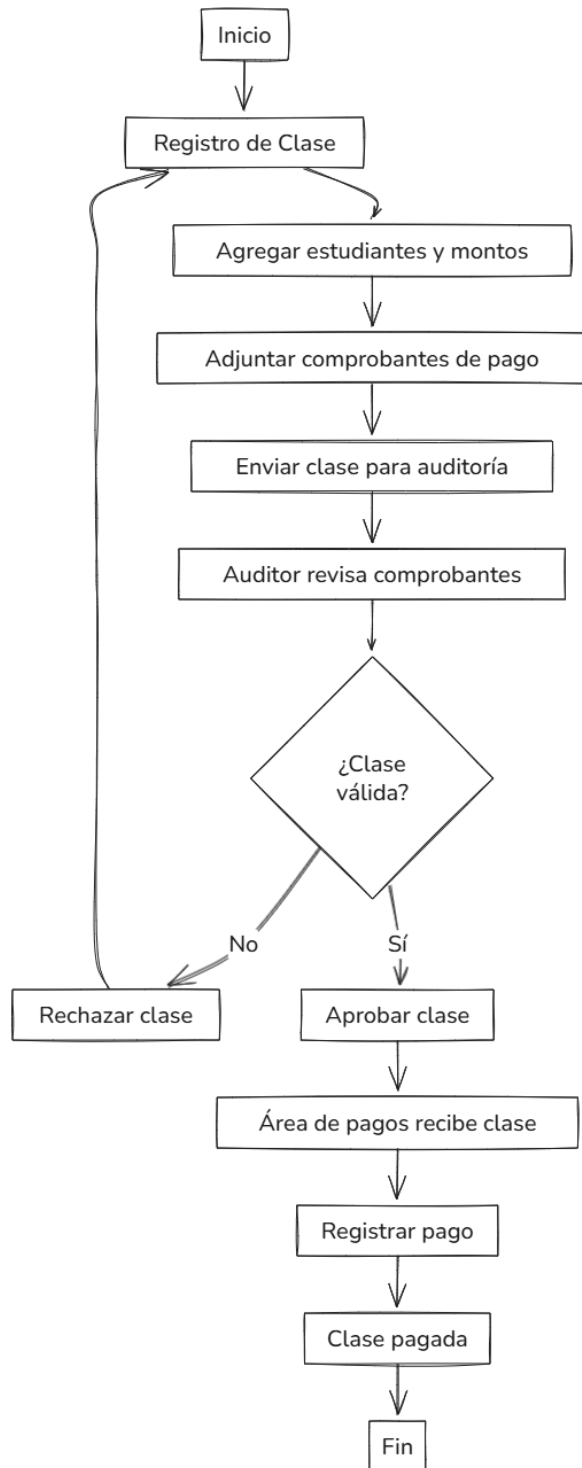 Inicio
Registro de Clase
Agregar estudiantes y montos
Adjuntar comprobantes de pago
Enviar clase para auditoría
Auditor revisa comprobantes
¿Clase
válida?
No
Sí
Rechazar clase
Aprobar clase
Área de pagos recibe clase
Registrar pago
Clase pagada
Fin